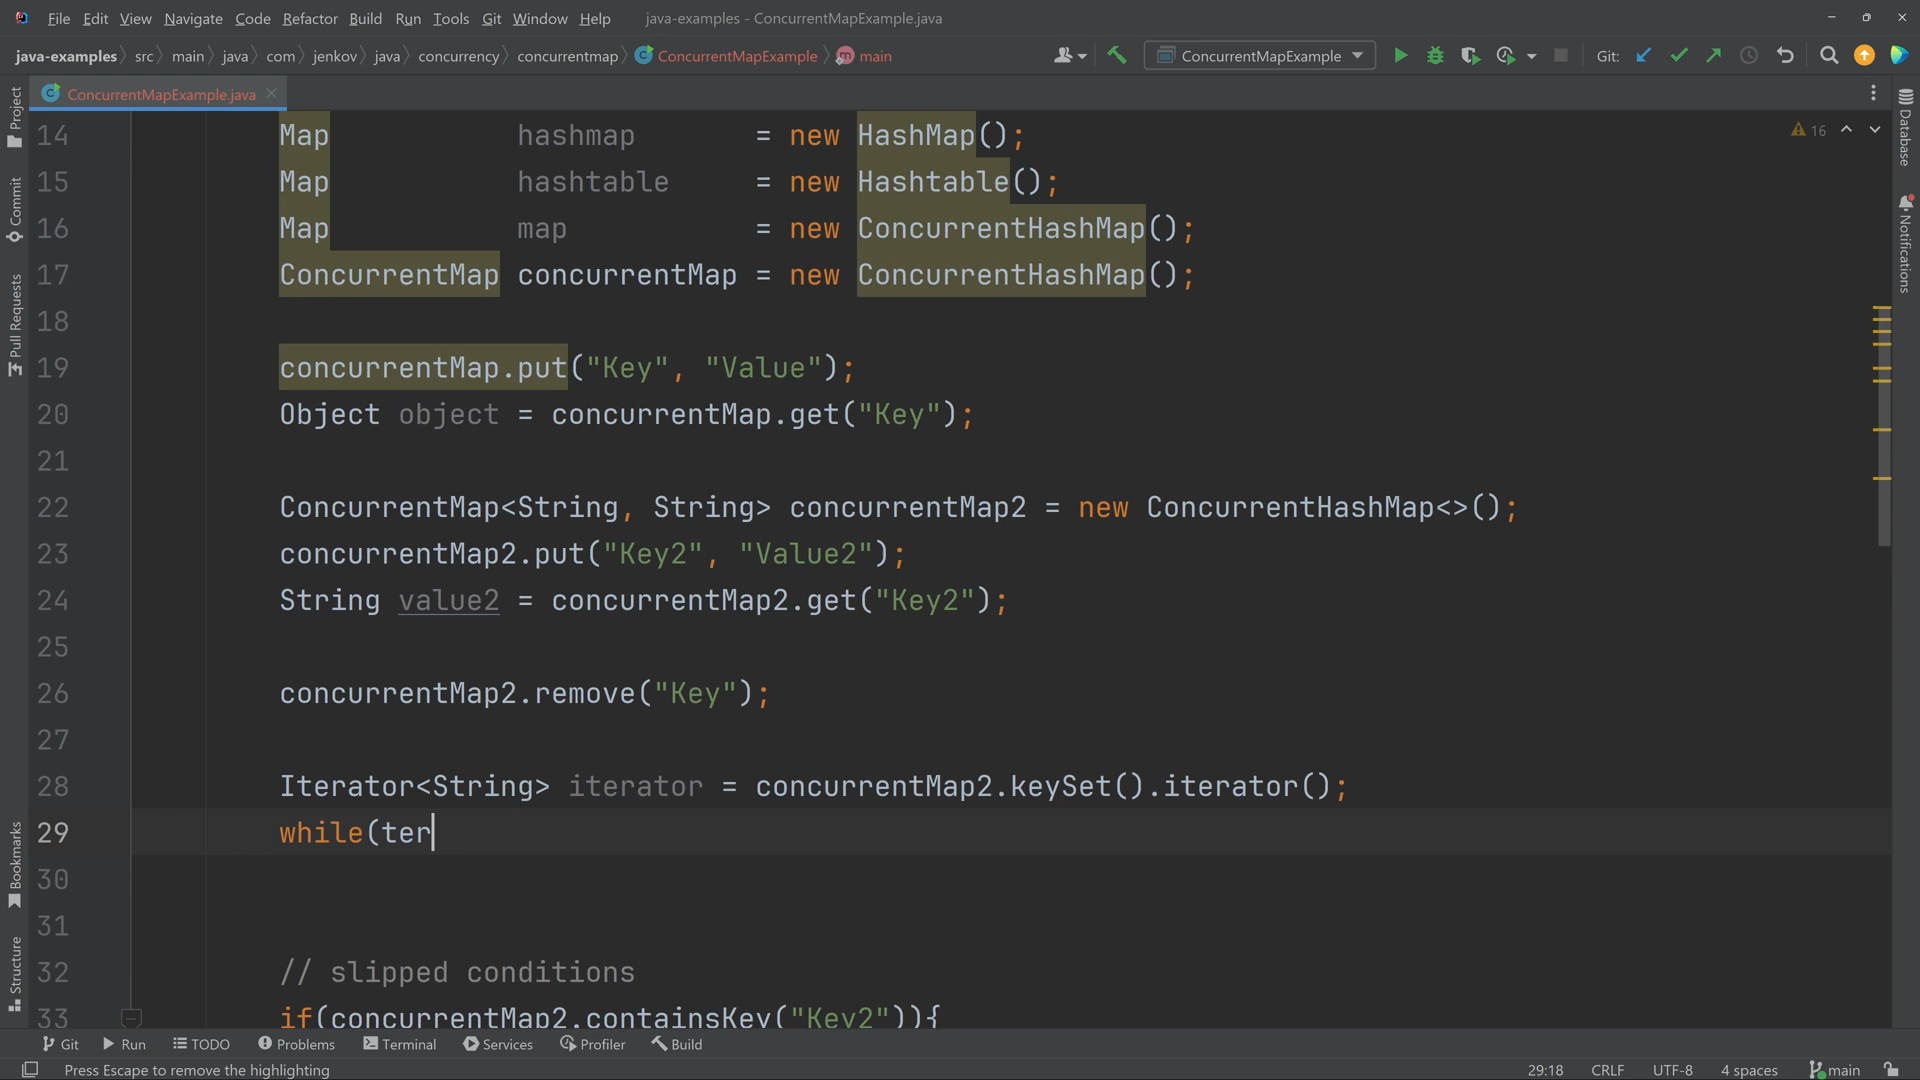 File Edit View Navigate Code Refactor Build Run Tools Git Window Help java-examples - ConcurrentMapExample.java
java-examples src main java com jenkov java concurrency concurrentmap ConcurrentMapExample main ConcurrentMapExample Git:
ConcurrentMapExample.java
Project
Commit
Pull Requests
Bookmarks
Structure
Database
Notifications
16
14 Map hashmap = new HashMap();
15 Map hashtable = new Hashtable();
16 Map map = new ConcurrentHashMap();
17 ConcurrentMap concurrentMap = new ConcurrentHashMap();
18
19 concurrentMap.put("Key", "Value");
20 Object object = concurrentMap.get("Key");
21
22 ConcurrentMap<String, String> concurrentMap2 = new ConcurrentHashMap<>();
23 concurrentMap2.put("Key2", "Value2");
24 String value2 = concurrentMap2.get("Key2");
25
26 concurrentMap2.remove("Key");
27
28 Iterator<String> iterator = concurrentMap2.keySet().iterator();
29 while(ter
30
31
32 // slipped conditions
33 if(concurrentMap2.containsKey("Key2")){
Git Run TODO Problems Terminal Services Profiler Build
Press Escape to remove the highlighting 29:18 CRLF UTF-8 4 spaces main